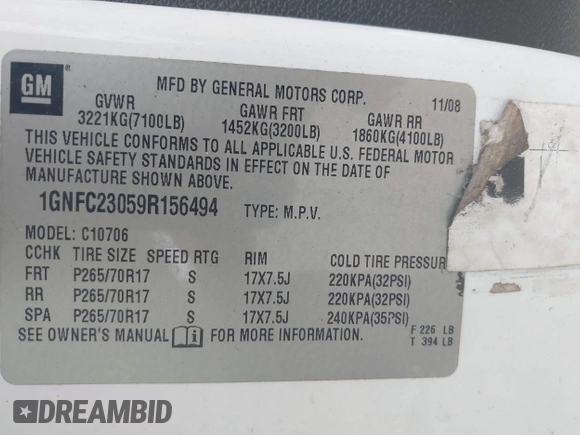 GM
MFD BY GENERAL MOTORS CORP.
11/08
GVWR GAWR FRT GAWR RR
3221KG(7100LB) 1452KG(3200LB) 1860KG(4100LB)
THIS VEHICLE CONFORMS TO ALL APPLICABLE U.S. FEDERAL MOTOR
VEHICLE SAFETY STANDARDS IN EFFECT ON THE DATE OF
MANUFACTURE SHOWN ABOVE.
1GNFC23059R156494 TYPE: M.P.V.
MODEL: C10706
CCHK TIRE SIZE SPEED RTG RIM COLD TIRE PRESSURE
FRT P265/70R17 S 17X7.5J 220KPA(32PSI)
RR P265/70R17 S 17X7.5J 220KPA(32PSI)
SPA P265/70R17 S 17X7.5J 240KPA(35PSI)
SEE OWNER'S MANUAL FOR MORE INFORMATION.
F 226 LB
T 394 LB
DREAMBID